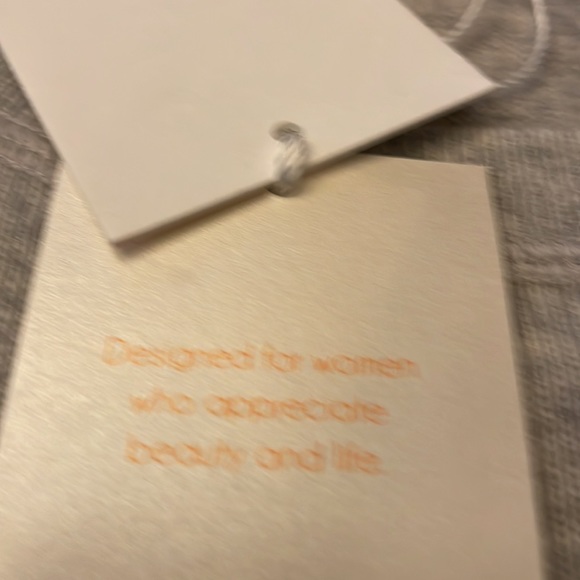 Designed for women
who appreciate
beauty and life.